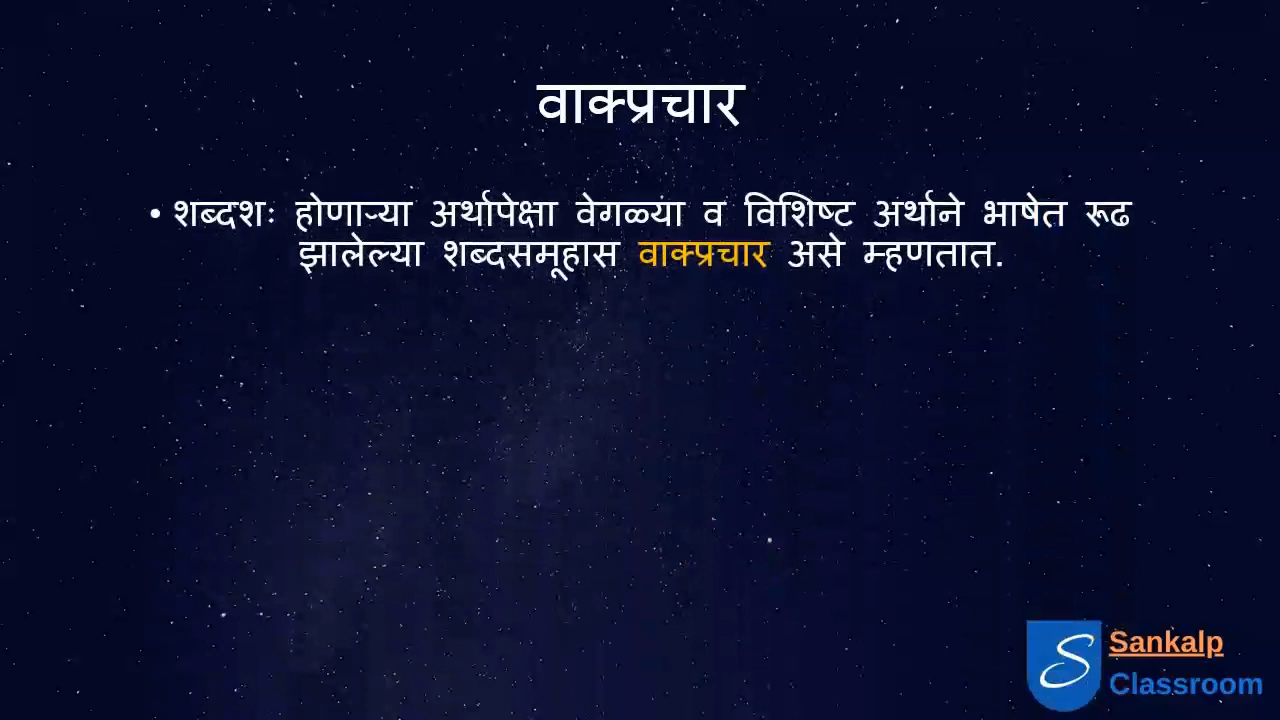 वाक्प्रचार
• शब्दशः होणाऱ्या अर्थापेक्षा वेगळ्या व विशिष्ट अर्थाने भाषेत रूढ
झालेल्या शब्दसमूहास वाक्प्रचार असे म्हणतात.
Sankalp
Classroom